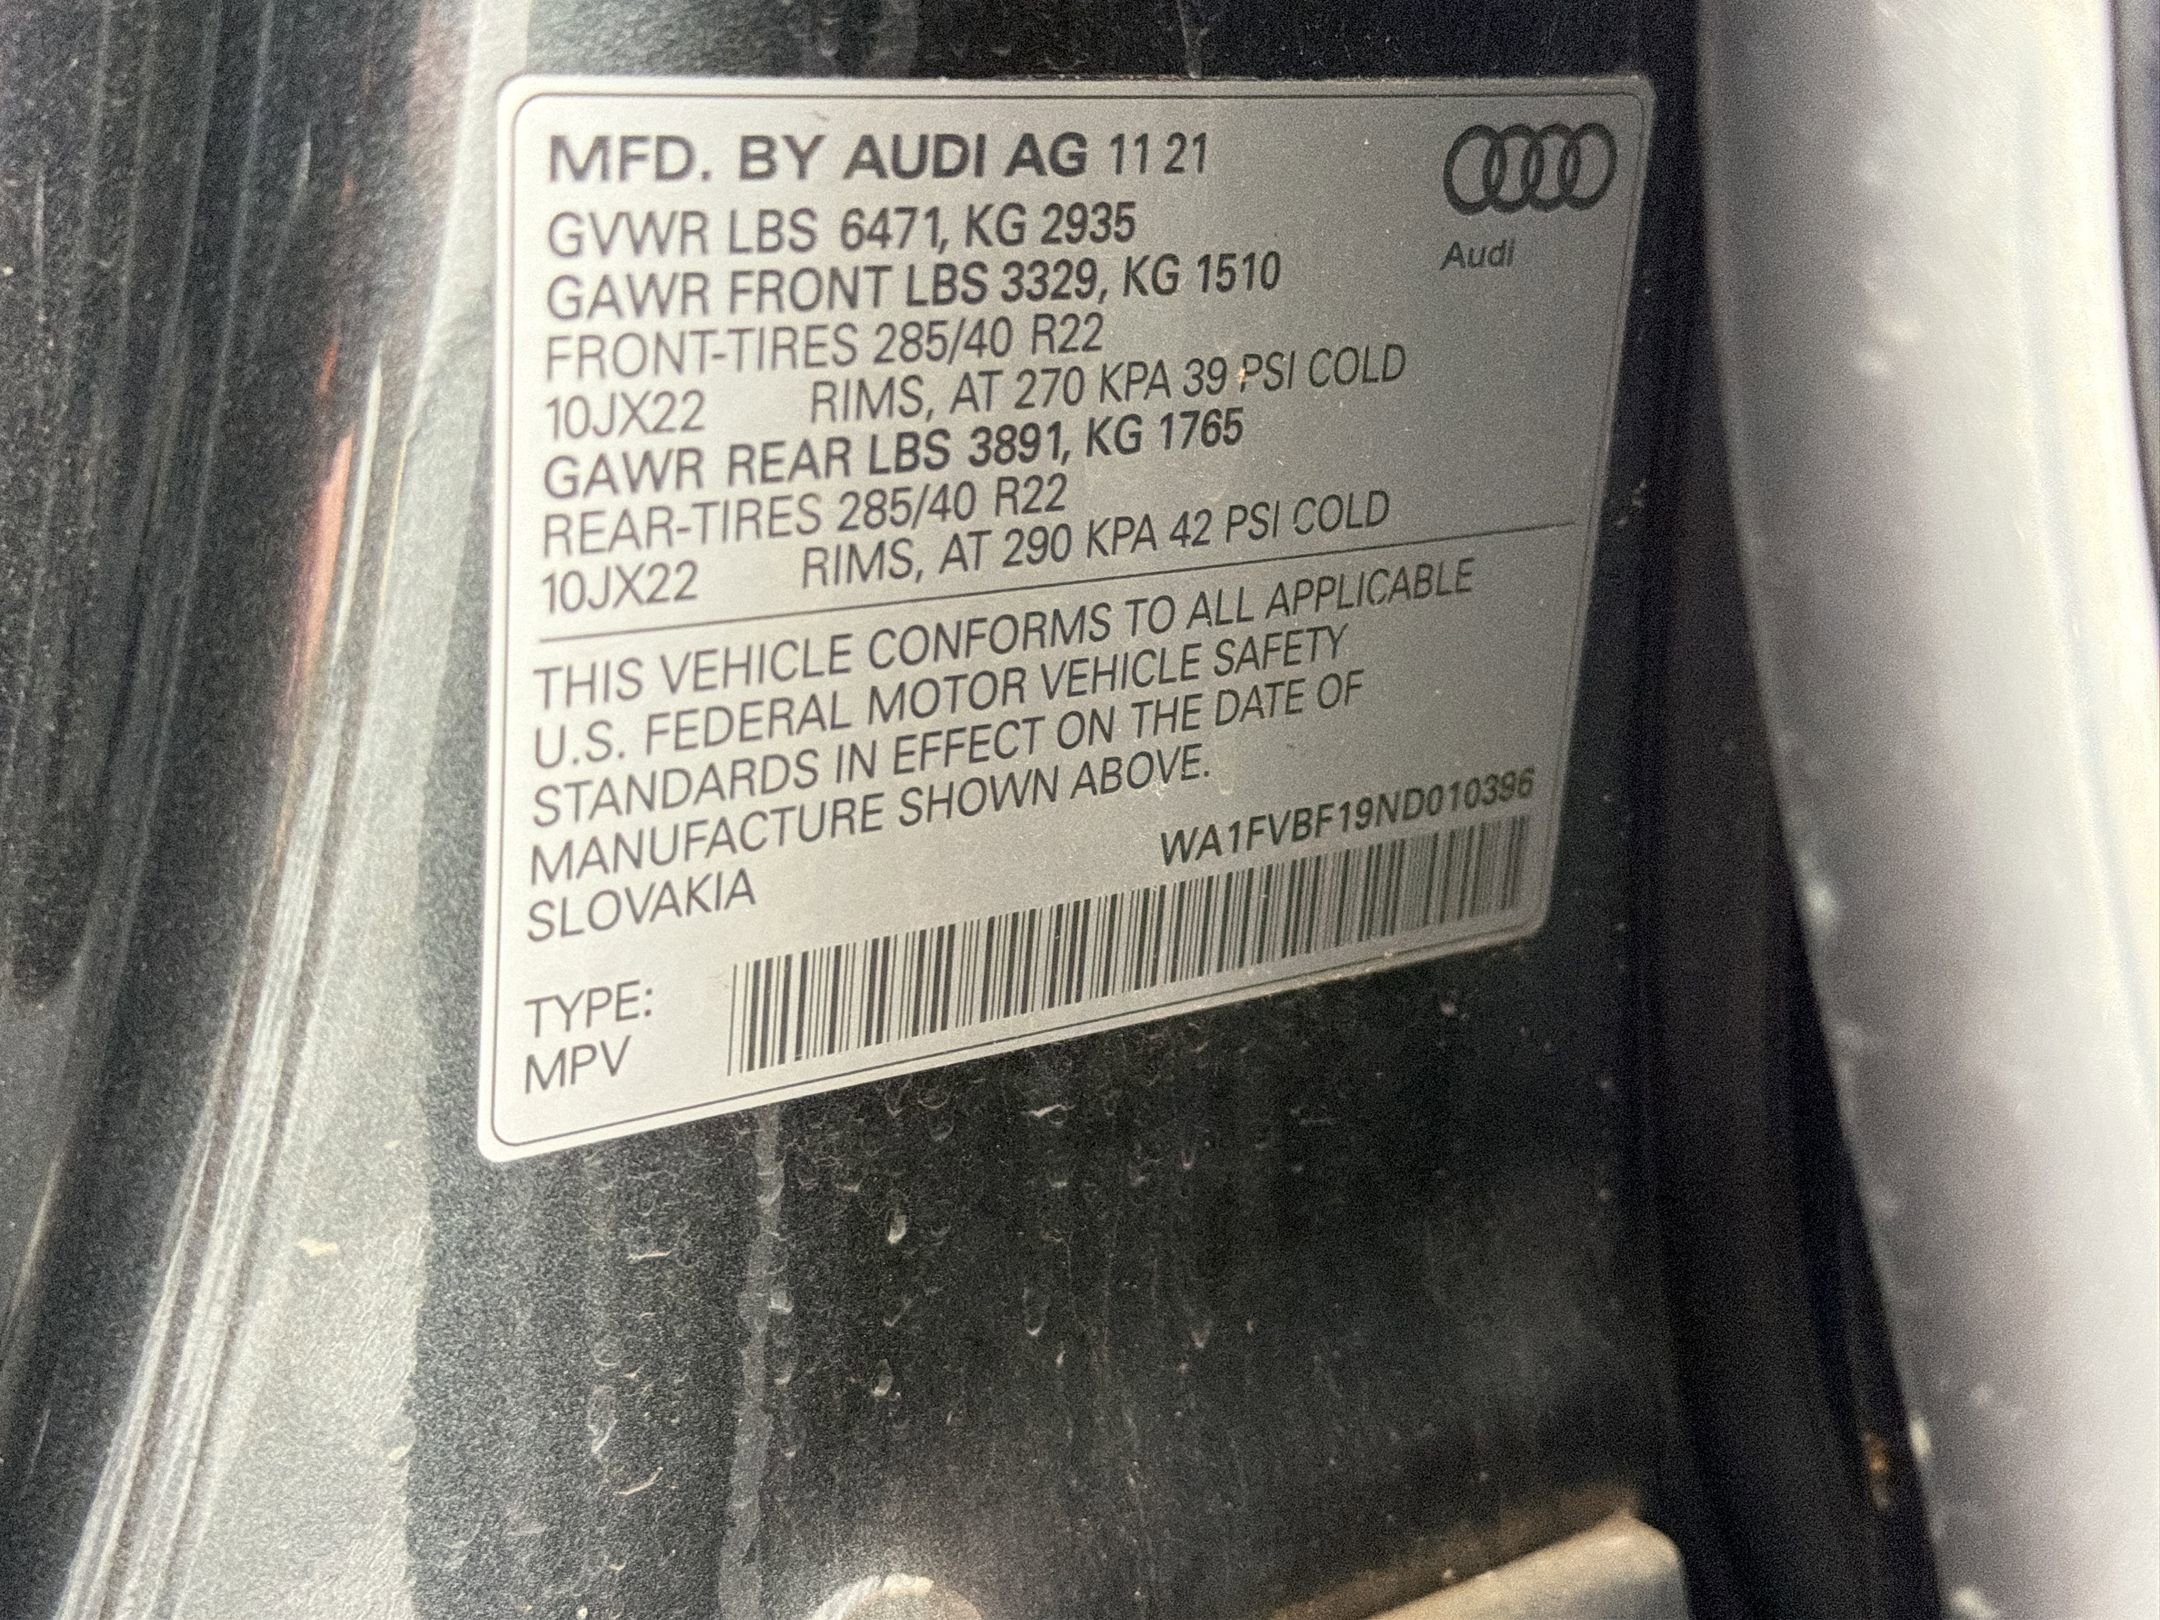 MFD. BY AUDI AG 11 21
Audi
GVWR LBS 6471, KG 2935
GAWR FRONT LBS 3329, KG 1510
FRONT-TIRES 285/40 R22
10JX22 RIMS, AT 270 KPA 39 PSI COLD
GAWR REAR LBS 3891, KG 1765
REAR-TIRES 285/40 R22
10JX22 RIMS, AT 290 KPA 42 PSI COLD
THIS VEHICLE CONFORMS TO ALL APPLICABLE
U.S. FEDERAL MOTOR VEHICLE SAFETY
STANDARDS IN EFFECT ON THE DATE OF
MANUFACTURE SHOWN ABOVE.
SLOVAKIA
WA1FVBF19ND010396
TYPE:
MPV